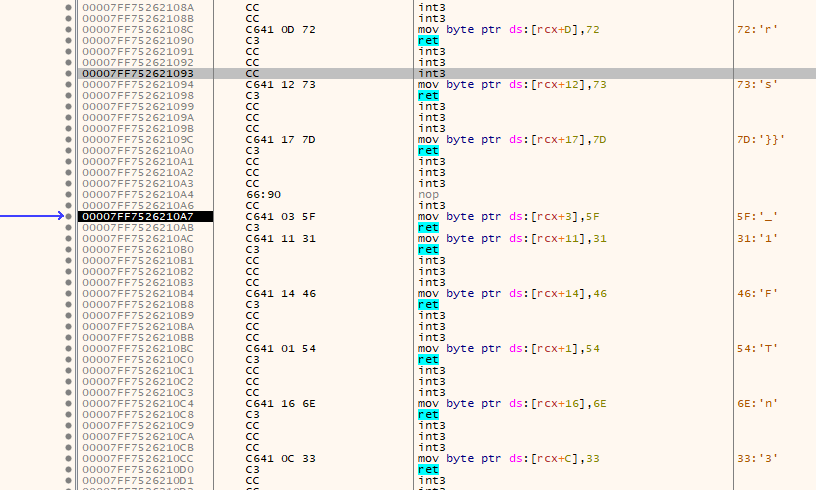 00007FF75262108A CC int3
00007FF75262108B CC int3
00007FF75262108C C641 0D 72 mov byte ptr ds:[rcx+D],72 72:'r'
00007FF752621090 C3 ret
00007FF752621091 CC int3
00007FF752621092 CC int3
00007FF752621093 CC int3
00007FF752621094 C641 12 73 mov byte ptr ds:[rcx+12],73 73:'s'
00007FF752621098 C3 ret
00007FF752621099 CC int3
00007FF75262109A CC int3
00007FF75262109B CC int3
00007FF75262109C C641 17 7D mov byte ptr ds:[rcx+17],7D 7D:'}}'
00007FF7526210A0 C3 ret
00007FF7526210A1 CC int3
00007FF7526210A2 CC int3
00007FF7526210A3 CC int3
00007FF7526210A4 66:90 nop
00007FF7526210A6 CC int3
00007FF7526210A7 C641 03 5F mov byte ptr ds:[rcx+3],5F 5F:'_'
00007FF7526210AB C3 ret
00007FF7526210AC C641 11 31 mov byte ptr ds:[rcx+11],31 31:'1'
00007FF7526210B0 C3 ret
00007FF7526210B1 CC int3
00007FF7526210B2 CC int3
00007FF7526210B3 CC int3
00007FF7526210B4 C641 14 46 mov byte ptr ds:[rcx+14],46 46:'F'
00007FF7526210B8 C3 ret
00007FF7526210B9 CC int3
00007FF7526210BA CC int3
00007FF7526210BB CC int3
00007FF7526210BC C641 01 54 mov byte ptr ds:[rcx+1],54 54:'T'
00007FF7526210C0 C3 ret
00007FF7526210C1 CC int3
00007FF7526210C2 CC int3
00007FF7526210C3 CC int3
00007FF7526210C4 C641 16 6E mov byte ptr ds:[rcx+16],6E 6E:'n'
00007FF7526210C8 C3 ret
00007FF7526210C9 CC int3
00007FF7526210CA CC int3
00007FF7526210CB CC int3
00007FF7526210CC C641 0C 33 mov byte ptr ds:[rcx+C],33 33:'3'
00007FF7526210D0 C3 ret
00007FF7526210D1 CC int3